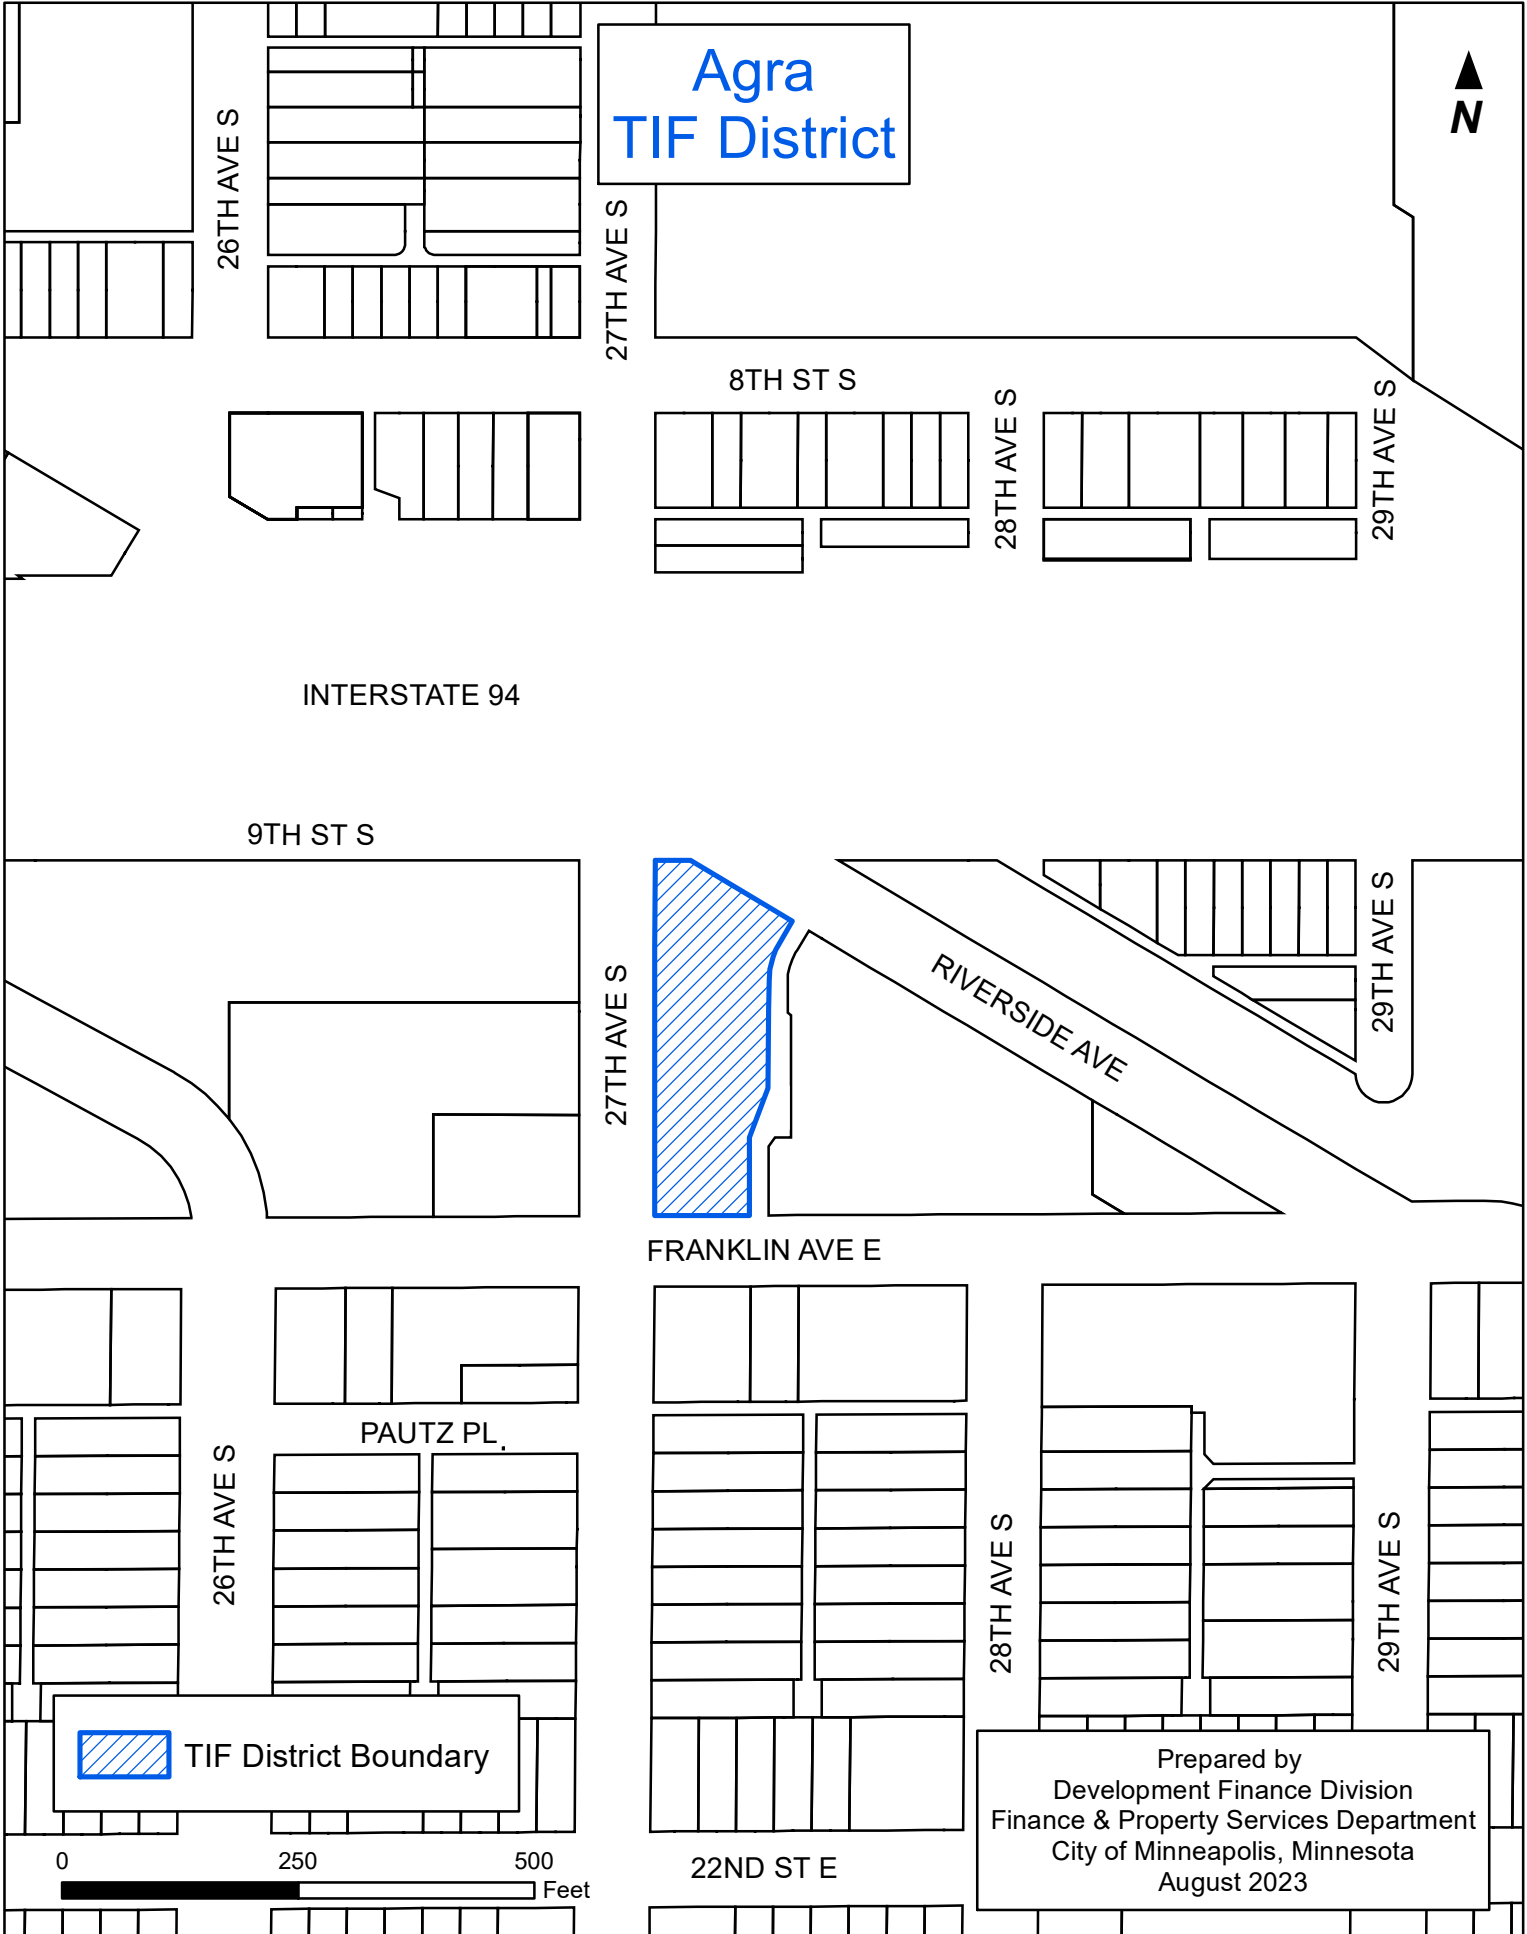 Agra
TIF District
N
26TH AVE S
27TH AVE S
8TH ST S
28TH AVE S
29TH AVE S
INTERSTATE 94
9TH ST S
27TH AVE S
RIVERSIDE AVE
29TH AVE S
FRANKLIN AVE E
PAUTZ PL.
26TH AVE S
28TH AVE S
29TH AVE S
TIF District Boundary
Prepared by
Development Finance Division
Finance & Property Services Department
City of Minneapolis, Minnesota
August 2023
0 250 500
Feet
22ND ST E